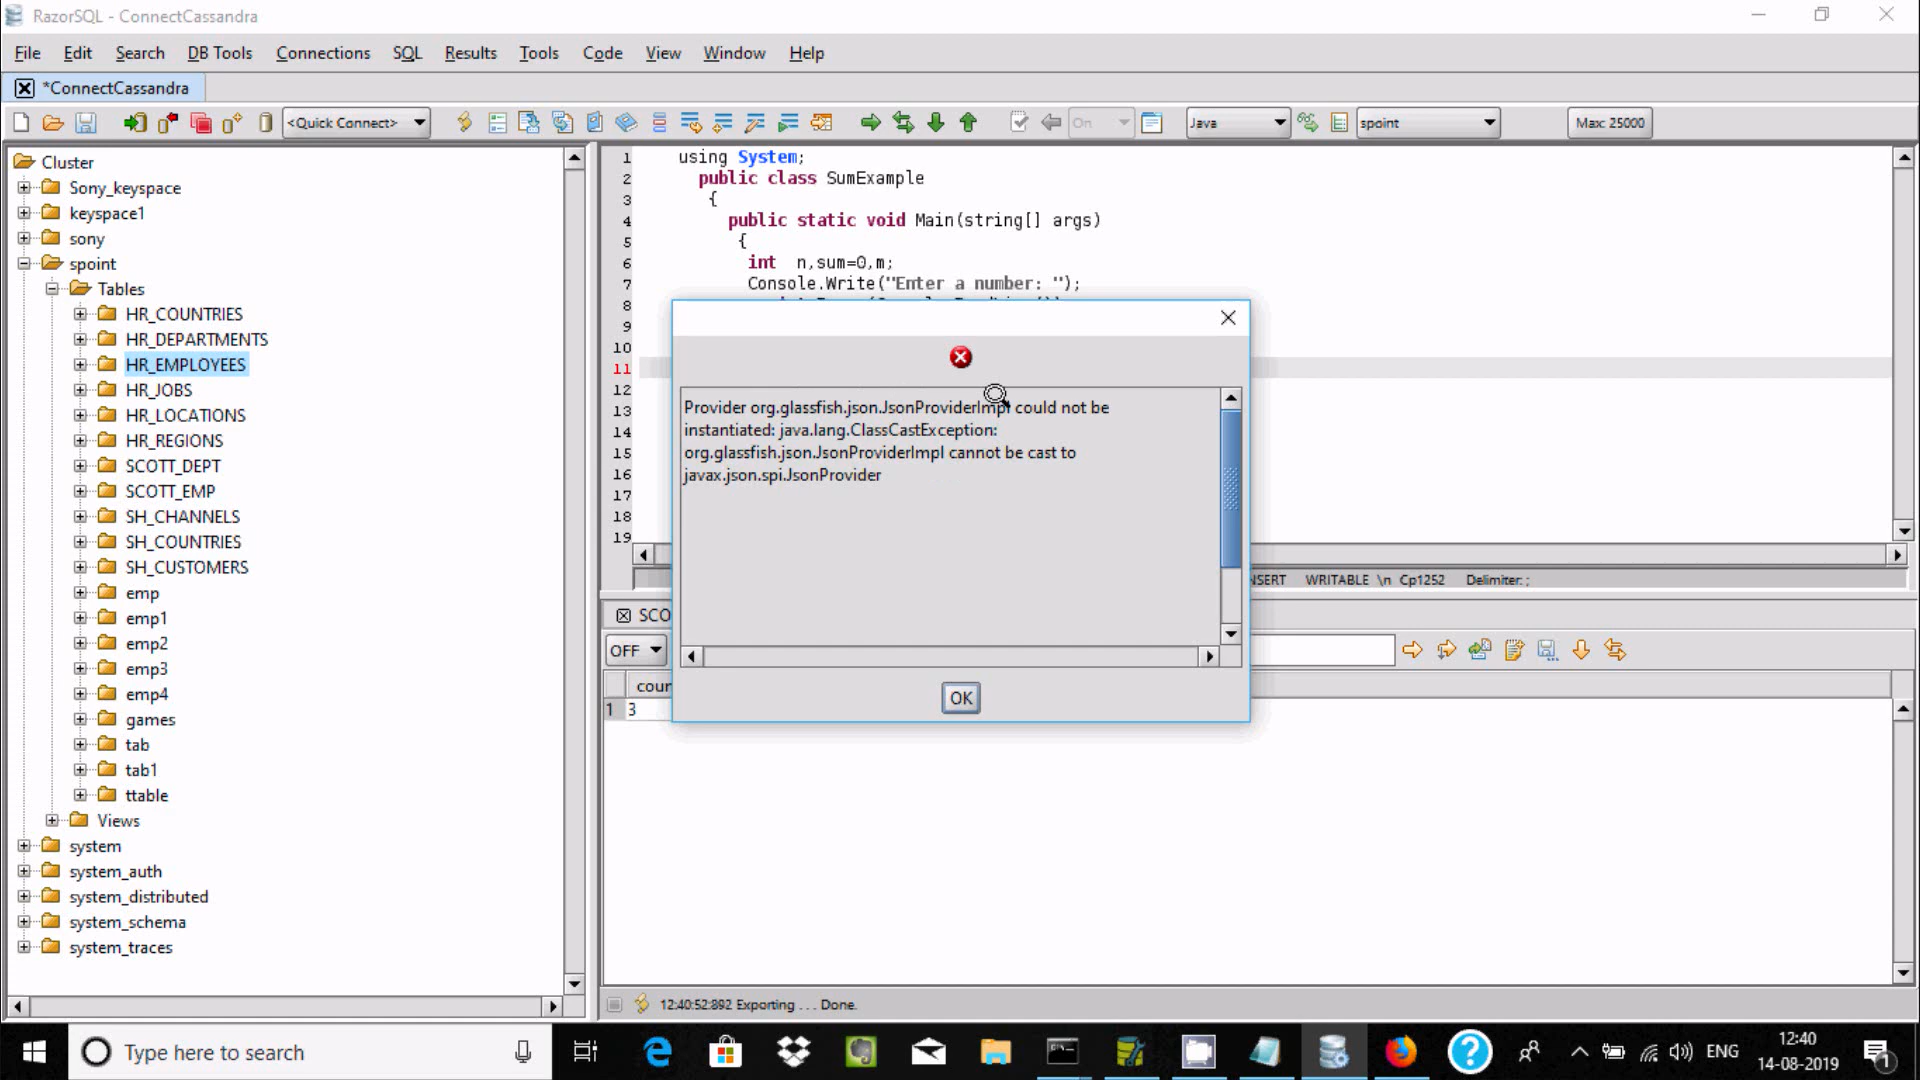 RazorSQL - ConnectCassandra
File Edit Search DB Tools Connections SQL Results Tools Code View Window Help
*ConnectCassandra
<Quick Connect>
On
Java
spoint
Max: 25000
Cluster
Sony_keyspace
keyspace1
sony
spoint
Tables
HR_COUNTRIES
HR_DEPARTMENTS
HR_EMPLOYEES
HR_JOBS
HR_LOCATIONS
HR_REGIONS
SCOTT_DEPT
SCOTT_EMP
SH_CHANNELS
SH_COUNTRIES
SH_CUSTOMERS
emp
emp1
emp2
emp3
emp4
games
tab
tab1
ttable
Views
system
system_auth
system_distributed
system_schema
system_traces
1 using System;
2 public class SumExample
3 {
4 public static void Main(string[] args)
5 {
6 int n,sum=0,m;
7 Console.Write("Enter a number: ");
8
9
10
11
12
13
14
15
16
17
18
19
Provider org.glassfish.json.JsonProviderImpl could not be
instantiated: java.lang.ClassCastException:
org.glassfish.json.JsonProviderImpl cannot be cast to
javax.json.spi.JsonProvider
OK
NSERT WRITABLE \n Cp1252 Delimiter: ;
SCO
OFF
cour
1 3
12:40:52:892 Exporting . . . Done.
Type here to search
ENG
12:40
14-08-2019
1